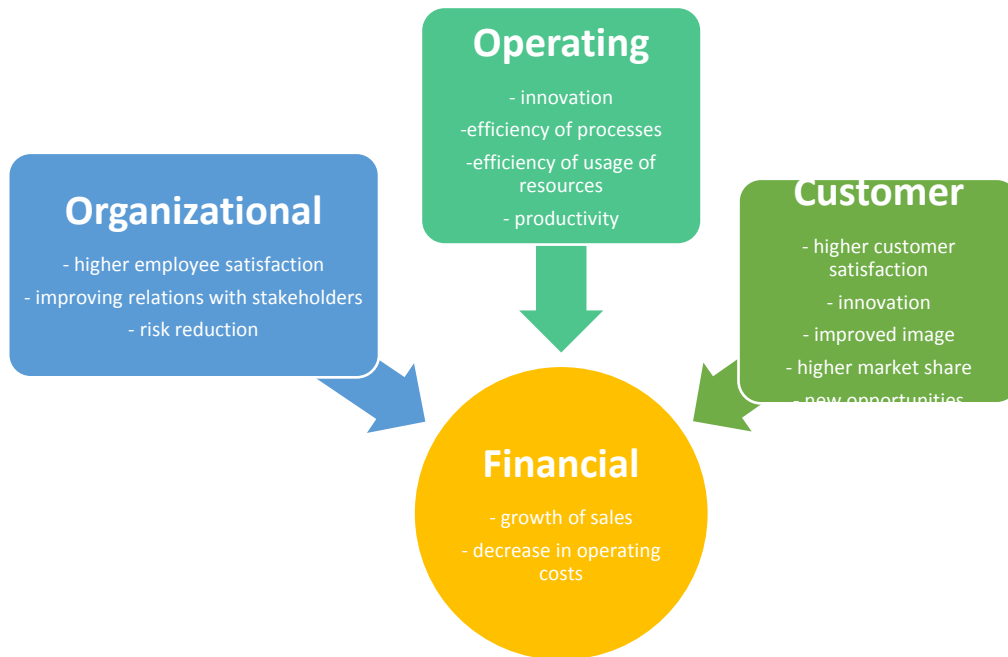 Operating
- innovation
-efficiency of processes
-efficiency of usage of
resources
- productivity
Organizational
- higher employee satisfaction
- improving relations with stakeholders
- risk reduction
Customer
- higher customer
satisfaction
- innovation
- improved image
- higher market share
- new opportunities
Financial
- growth of sales
- decrease in operating
costs